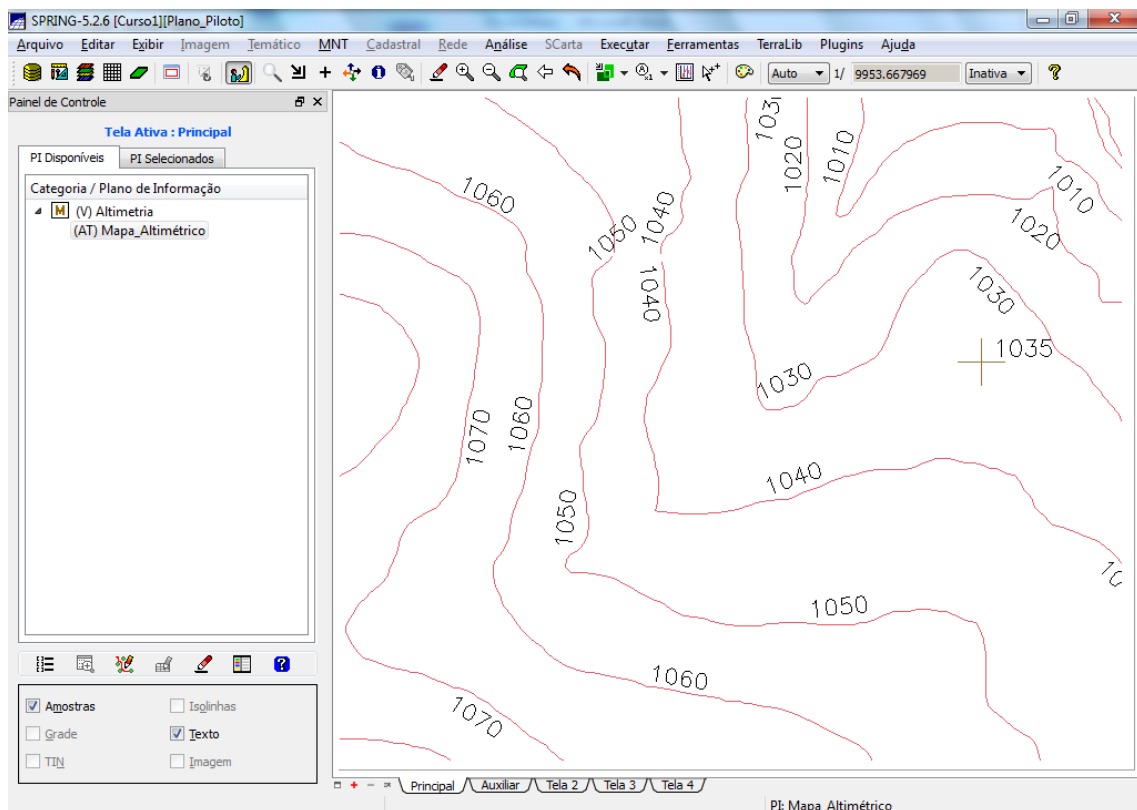 SPRING-5.2.6 [Curso1][Plano_Piloto]
Arquivo Editar Exibir Imagem Temático MNT Cadastral Rede Análise SCarta Executar Ferramentas TerraLib Plugins Ajuda
Auto 1/ 9953.667969 Inativa
Painel de Controle
Tela Ativa : Principal
PI Disponíveis PI Selecionados
Categoria / Plano de Informação
M (V) Altimetria
(AT) Mapa_Altimétrico
Amostras Isolinhas
Grade Texto
TIN Imagem
1020
1010
1060
1040
1010
1050
1020
1040
1030
1035
1030
1060
1070
1040
1050
1050
1060
1070
Principal Auxiliar Tela 2 Tela 3 Tela 4
PI: Mapa_Altimétrico